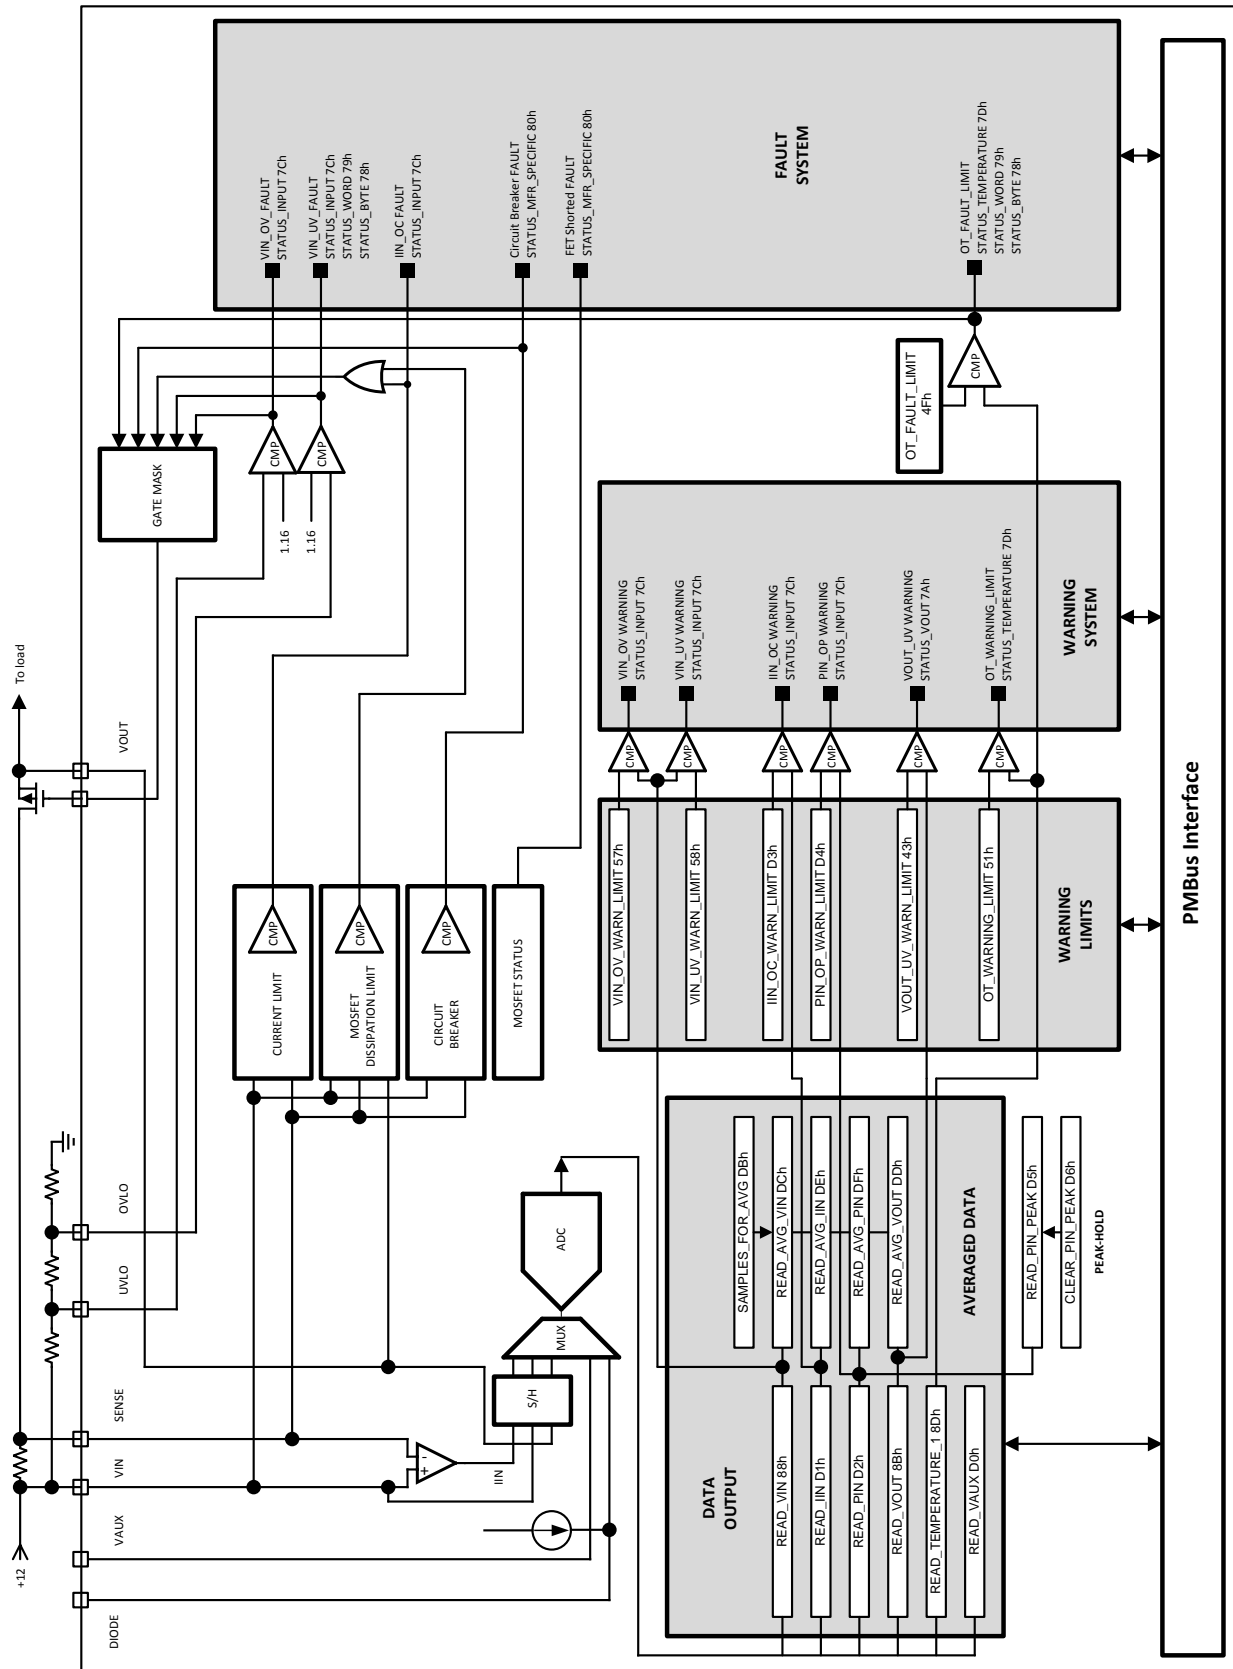 +12
To load
DIODE
VAUX
VIN
SENSE
UVLO
OVLO
VOUT
IIN
S/H
MUX
ADC
+
-
CURRENT LIMIT
CMP
MOSFET
DISSIPATION LIMIT
CMP
CIRCUIT
BREAKER
CMP
MOSFET STATUS
GATE MASK
1.16
CMP
1.16
CMP
VIN_OV_FAULT
STATUS_INPUT 7Ch
VIN_UV_FAULT
STATUS_INPUT 7Ch
STATUS_WORD 79h
STATUS_BYTE 78h
IIN_OC FAULT
STATUS_INPUT 7Ch
Circuit Breaker FAULT
STATUS_MFR_SPECIFIC 80h
FET Shorted FAULT
STATUS_MFR_SPECIFIC 80h
FAULT
SYSTEM
OT_FAULT_LIMIT
STATUS_TEMPERATURE 7Dh
STATUS_WORD 79h
STATUS_BYTE 78h
OT_FAULT_LIMIT
4Fh
CMP
DATA
OUTPUT
READ_VIN 88h
READ_IIN D1h
READ_PIN D2h
READ_VOUT 8Bh
READ_TEMPERATURE_1 8Dh
READ_VAUX D0h
SAMPLES_FOR_AVG DBh
READ_AVG_VIN DCh
READ_AVG_IIN DEh
READ_AVG_PIN DFh
READ_AVG_VOUT DDh
AVERAGED DATA
READ_PIN_PEAK D5h
CLEAR_PIN_PEAK D6h
PEAK-HOLD
VIN_OV_WARN_LIMIT 57h
VIN_UV_WARN_LIMIT 58h
IIN_OC_WARN_LIMIT D3h
PIN_OP_WARN_LIMIT D4h
VOUT_UV_WARN_LIMIT 43h
OT_WARNING_LIMIT 51h
WARNING
LIMITS
CMP
CMP
CMP
CMP
CMP
CMP
VIN_OV WARNING
STATUS_INPUT 7Ch
VIN_UV WARNING
STATUS_INPUT 7Ch
IIN_OC WARNING
STATUS_INPUT 7Ch
PIN_OP WARNING
STATUS_INPUT 7Ch
VOUT_UV WARNING
STATUS_VOUT 7Ah
OT_WARNING_LIMIT
STATUS_TEMPERATURE 7Dh
WARNING
SYSTEM
PMBus Interface